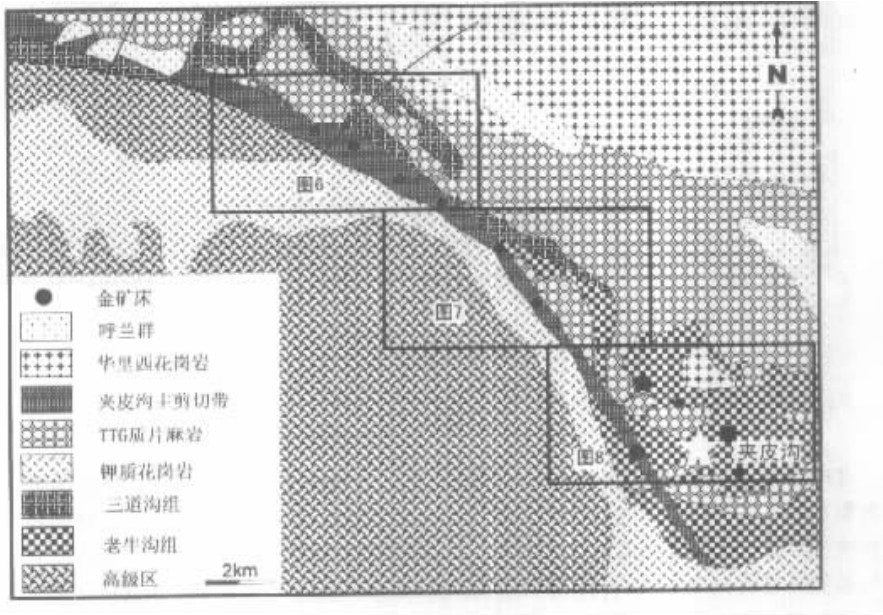 N
图6
图7
图8
夹皮沟
金矿床
呼兰群
华里西花岗岩
夹皮沟主剪切带
TTG质片麻岩
钾质花岗岩
三道沟组
老牛沟组
高级区
2km